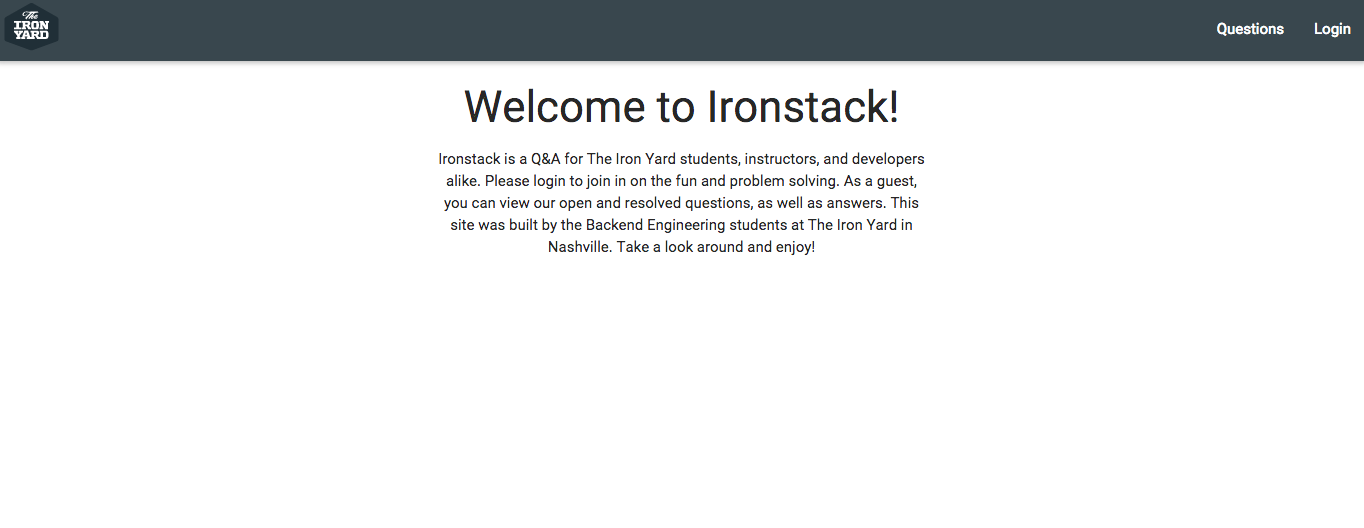 The
IRON
YARD
Questions Login
Welcome to Ironstack!
Ironstack is a Q&A for The Iron Yard students, instructors, and developers
alike. Please login to join in on the fun and problem solving. As a guest,
you can view our open and resolved questions, as well as answers. This
site was built by the Backend Engineering students at The Iron Yard in
Nashville. Take a look around and enjoy!